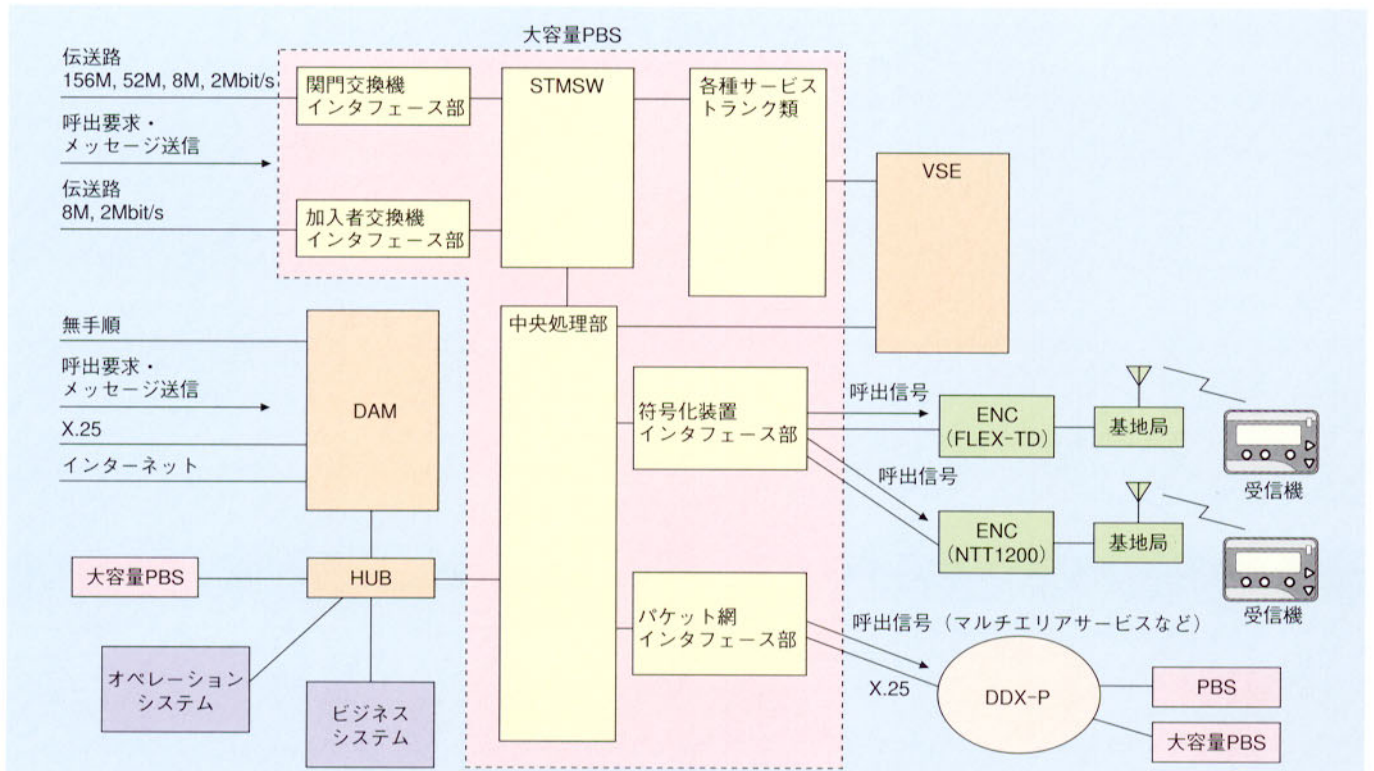 大容量PBS
伝送路
156M, 52M, 8M, 2Mbit/s
呼出要求・
メッセージ送信
伝送路
8M, 2Mbit/s
関門交換機
インタフェース部
加入者交換機
インタフェース部
STMSW
各種サービス
トランク類
VSE
無手順
呼出要求・
メッセージ送信
X.25
インターネット
DAM
中央処理部
符号化装置
インタフェース部
呼出信号
ENC
(FLEX-TD)
基地局
受信機
呼出信号
ENC
(NTT1200)
基地局
受信機
大容量PBS
HUB
オペレーション
システム
ビジネス
システム
パケット網
インタフェース部
呼出信号（マルチエリアサービスなど）
X.25
DDX-P
PBS
大容量PBS